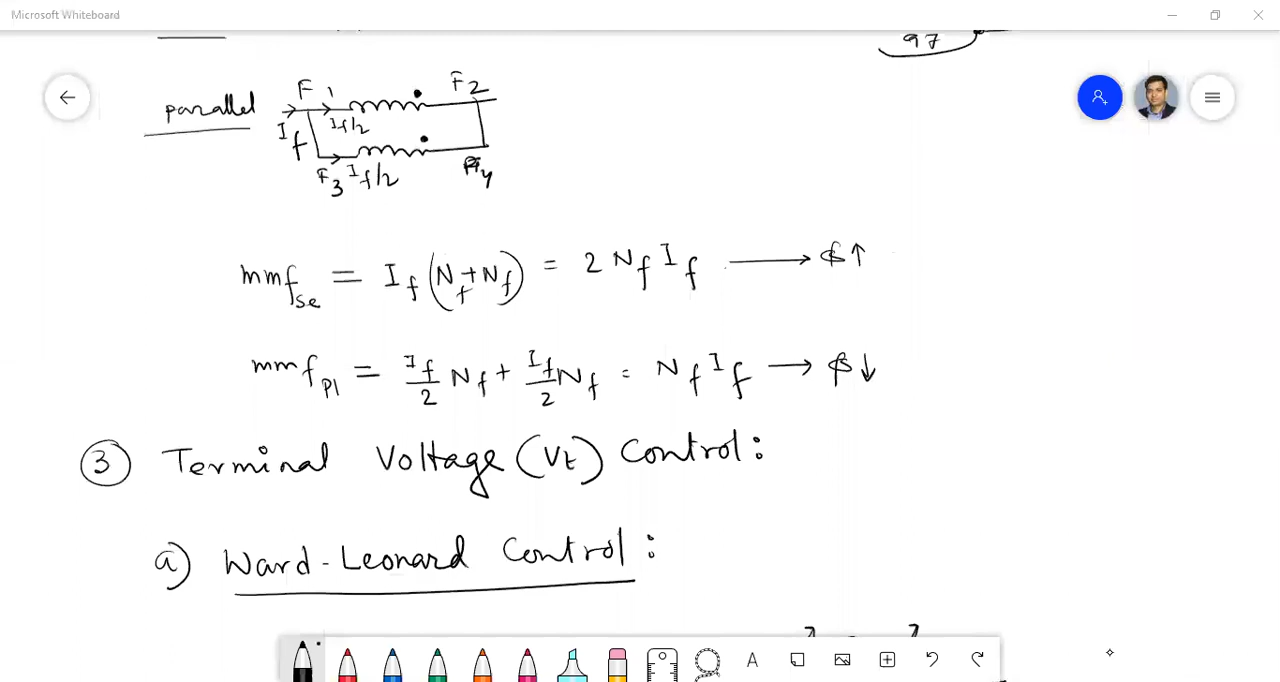 Microsoft Whiteboard
97
parallel
F1 F2
If If/2
F3 If/2
mmfse = If (Nf + Nf) = 2 Nf If → ϕ↑
mmfPl = If/2 Nf + If/2 Nf = Nf If → ϕ↓
③ Terminal Voltage (Vt) Control:
a) Ward-Leonard Control:
A